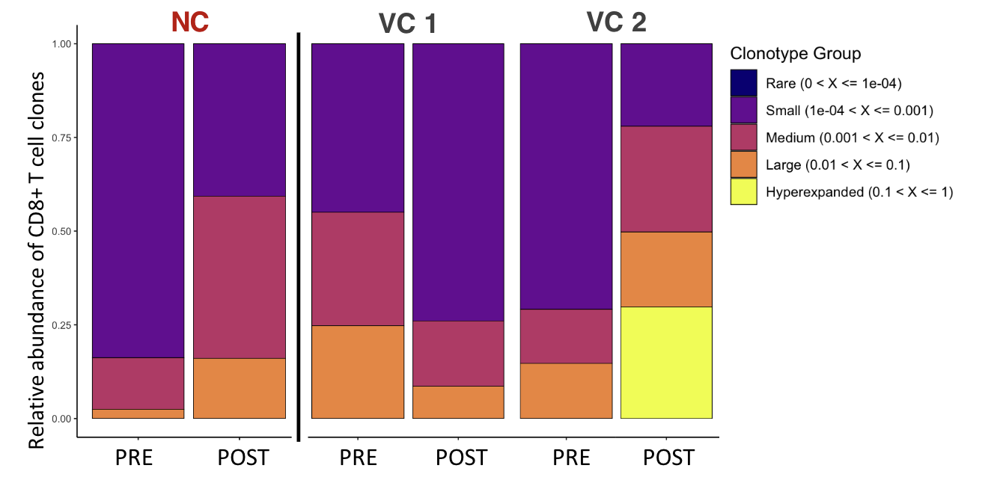 NC
VC 1
VC 2
Relative abundance of CD8+ T cell clones
1.00
0.75
0.50
0.25
0.00
PRE
POST
PRE
POST
PRE
POST
Clonotype Group
Rare (0 < X <= 1e-04)
Small (1e-04 < X <= 0.001)
Medium (0.001 < X <= 0.01)
Large (0.01 < X <= 0.1)
Hyperexpanded (0.1 < X <= 1)